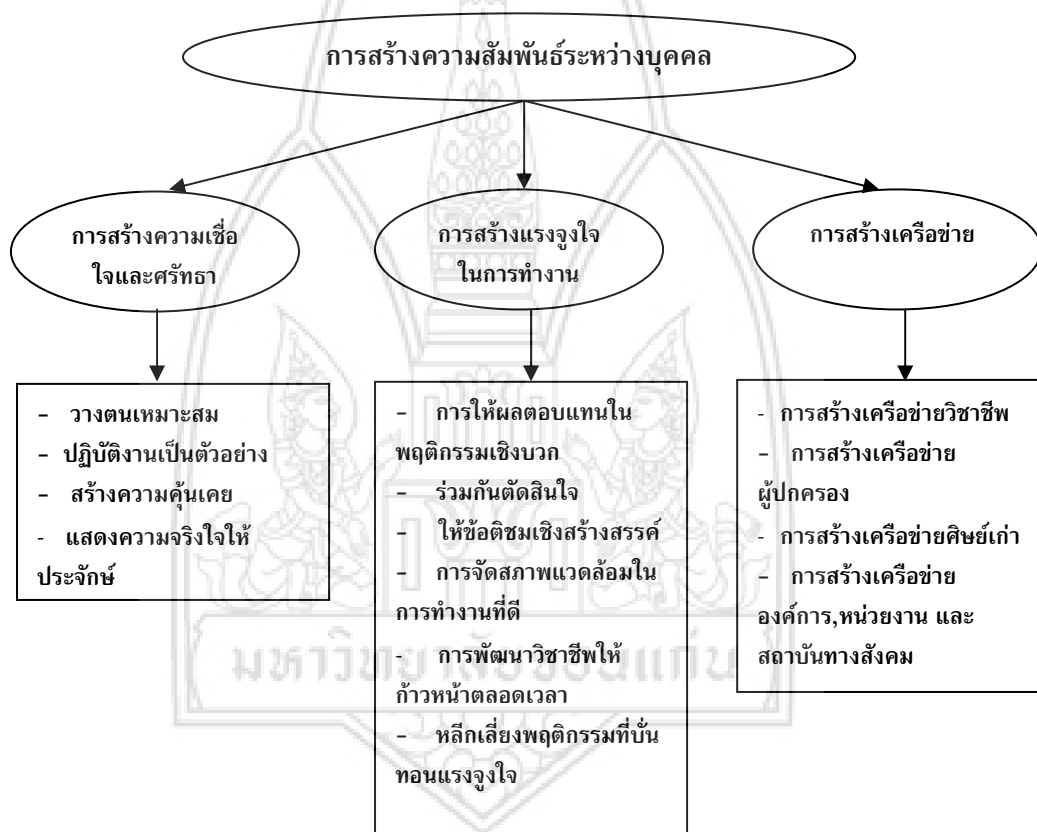 การสร้างความสัมพันธ์ระหว่างบุคคล
การสร้างความเชื่อ
ใจและศรัทธา
การสร้างแรงจูงใจ
ในการทำงาน
การสร้างเครือข่าย
– วางตนเหมาะสม
– ปฏิบัติงานเป็นตัวอย่าง
– สร้างความคุ้นเคย
- แสดงความจริงใจให้
ประจักษ์
– การให้ผลตอบแทนใน
พฤติกรรมเชิงบวก
– ร่วมกันตัดสินใจ
– ให้ข้อติชมเชิงสร้างสรรค์
– การจัดสภาพแวดล้อมใน
การทำงานที่ดี
- การพัฒนาวิชาชีพให้
ก้าวหน้าตลอดเวลา
– หลีกเลี่ยงพฤติกรรมที่บั่น
ทอนแรงจูงใจ
- การสร้างเครือข่ายวิชาชีพ
– การสร้างเครือข่าย
ผู้ปกครอง
- การสร้างเครือข่ายศิษย์เก่า
– การสร้างเครือข่าย
องค์การ,หน่วยงาน และ
สถาบันทางสังคม
มหาวิทยาลัยขอนแก่น